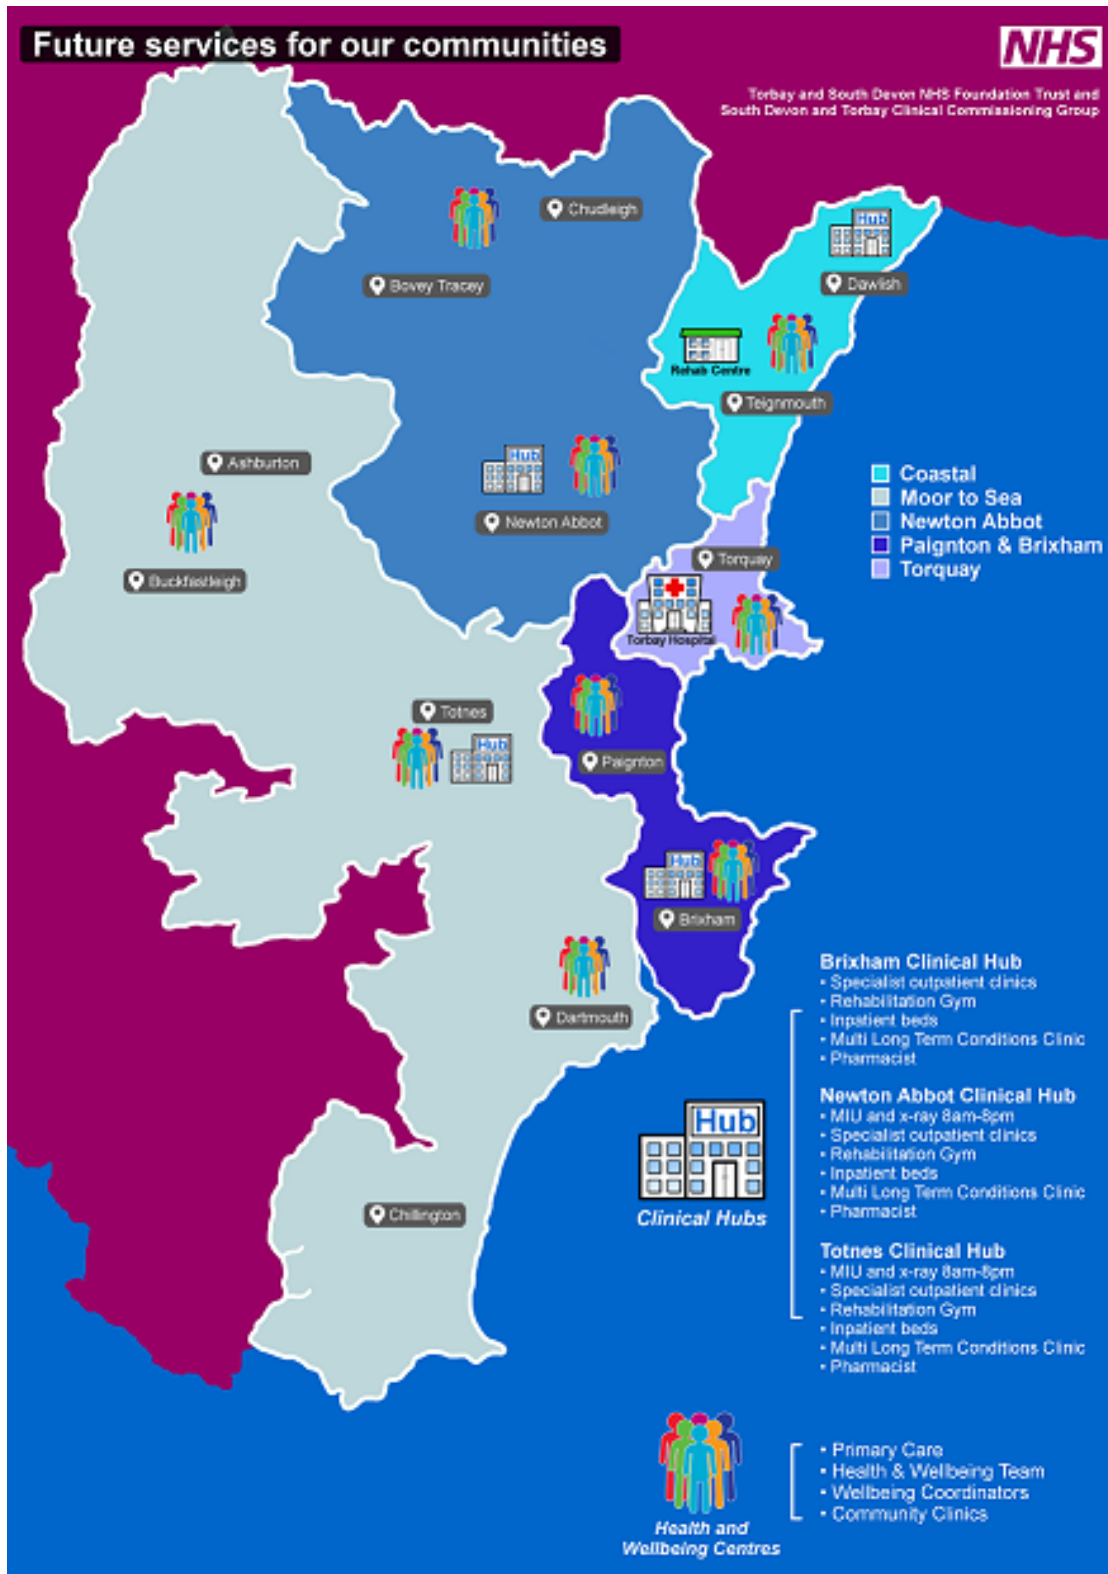 Future services for our communities
NHS
Torbay and South Devon NHS Foundation Trust and
South Devon and Torbay Clinical Commissioning Group
Chudleigh
Hub
Bovey Tracey
Dawlish
Rehab Centre
Teignmouth
Ashburton
Hub
Newton Abbot
Coastal
Moor to Sea
Newton Abbot
Paignton & Brixham
Torquay
Torquay
Buckfastleigh
Torbay Hospital
Totnes
Hub
Paignton
Hub
Brixham
Dartmouth
Chillington
Brixham Clinical Hub
• Specialist outpatient clinics
• Rehabilitation Gym
• Inpatient beds
• Multi Long Term Conditions Clinic
• Pharmacist
Newton Abbot Clinical Hub
• MIU and x-ray 8am-8pm
• Specialist outpatient clinics
• Rehabilitation Gym
• Inpatient beds
• Multi Long Term Conditions Clinic
• Pharmacist
Hub
Clinical Hubs
Totnes Clinical Hub
• MIU and x-ray 8am-8pm
• Specialist outpatient clinics
• Rehabilitation Gym
• Inpatient beds
• Multi Long Term Conditions Clinic
• Pharmacist
Health and
Wellbeing Centres
• Primary Care
• Health & Wellbeing Team
• Wellbeing Coordinators
• Community Clinics